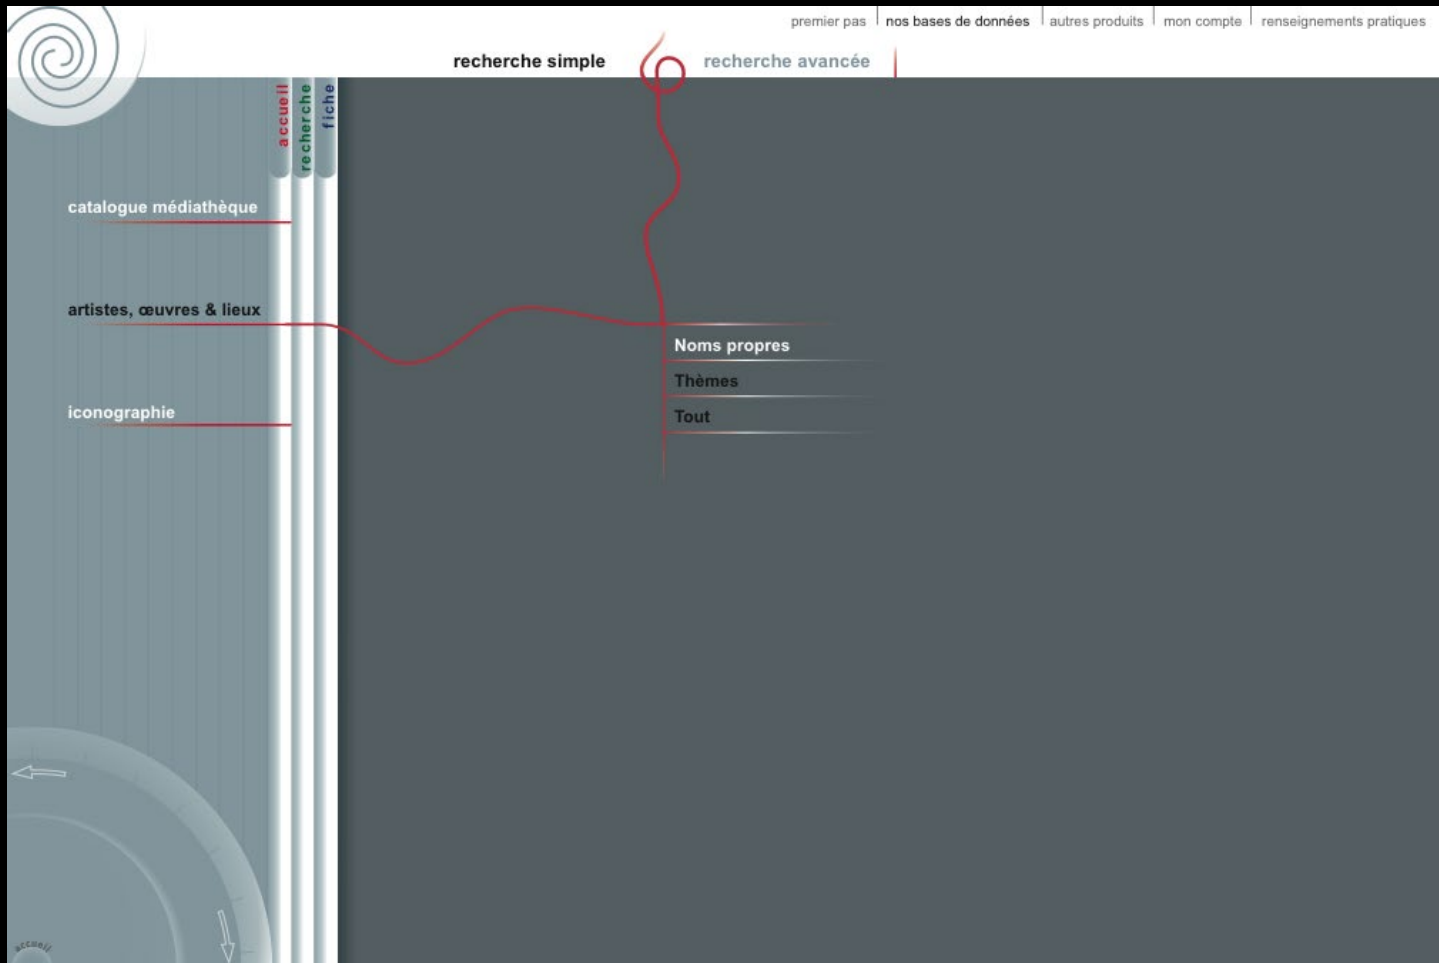 premier pas
nos bases de données
autres produits
mon compte
renseignements pratiques
recherche simple
recherche avancée
accueil
recherche
fiche
catalogue médiathèque
artistes, œuvres & lieux
iconographie
Noms propres
Thèmes
Tout
accueil